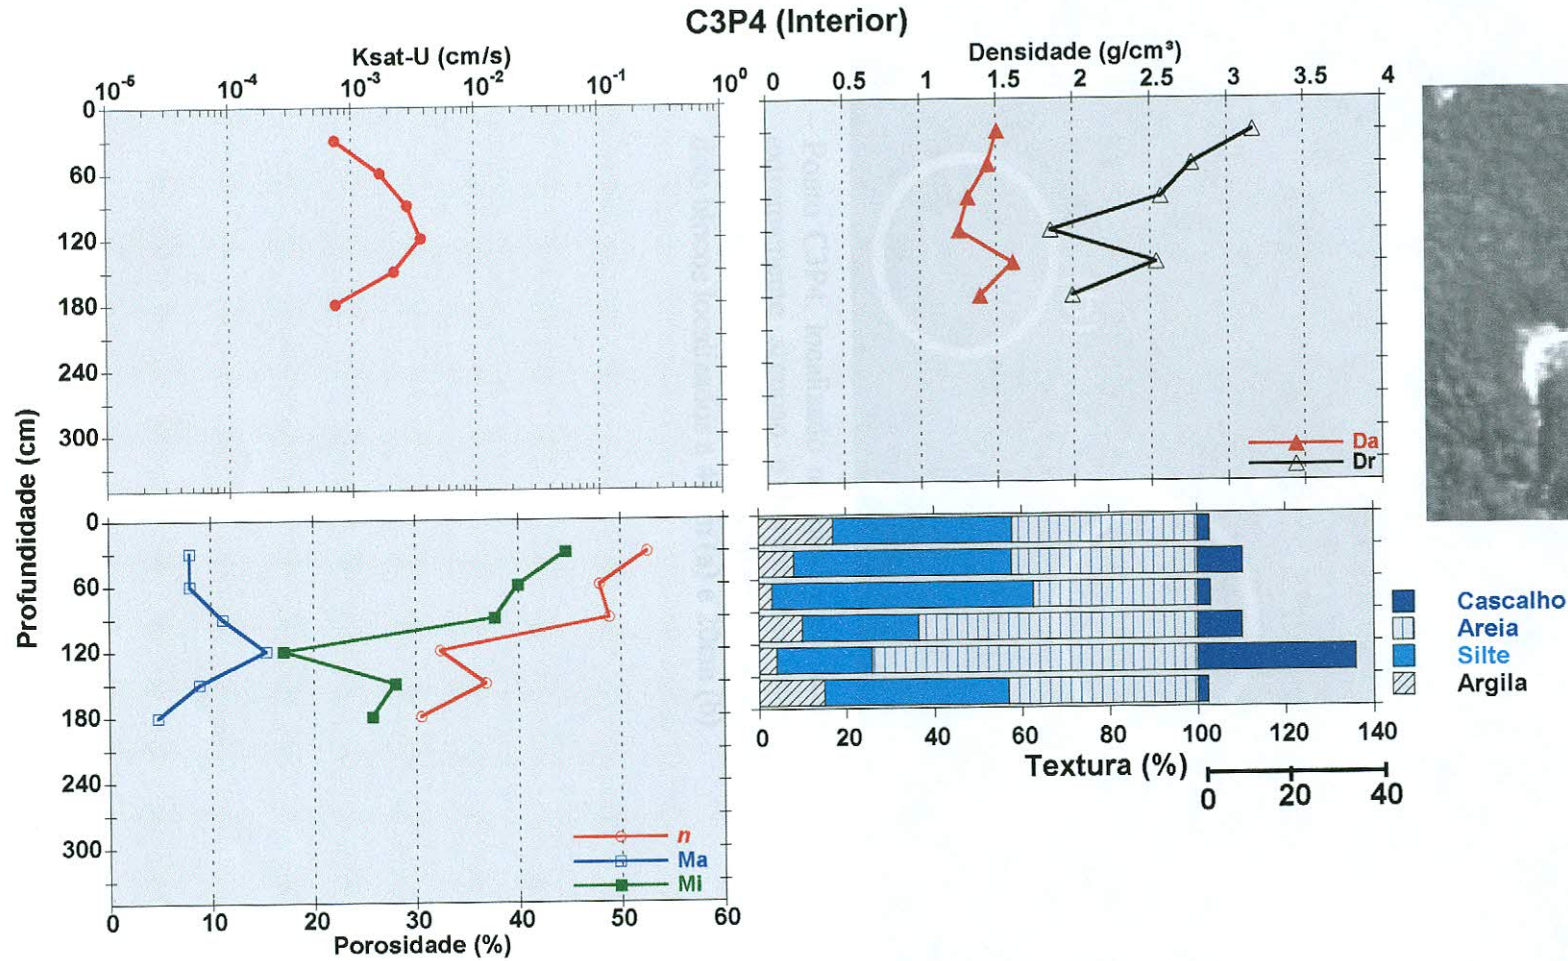 C3P4 (Interior)
Ksat-U (cm/s)
10-5 10-4 10-3 10-2 10-1 100
Densidade (g/cm³)
0 0.5 1 1.5 2 2.5 3 3.5 4
Profundidade (cm)
0
60
120
180
240
300
Da
Dr
0
60
120
180
240
300
n
Ma
Mi
0 10 20 30 40 50 60
Porosidade (%)
0 20 40 60 80 100 120 140
Textura (%)
0 20 40
Cascalho
Areia
Silte
Argila